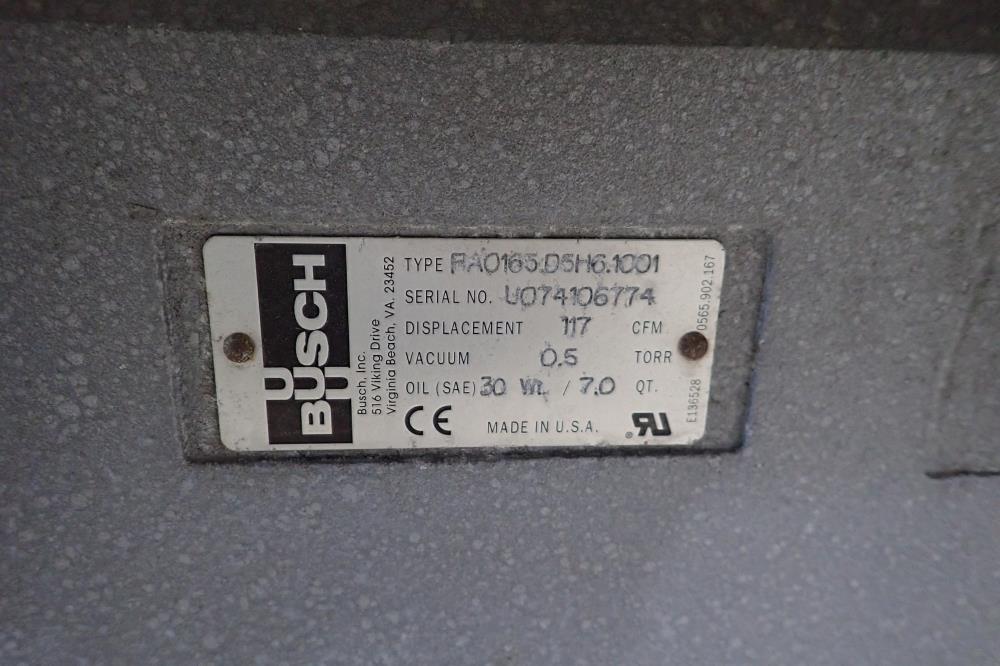 BUSCH
Busch, Inc.
516 Viking Drive
Virginia Beach, VA. 23452
TYPE RA0165.D5H6.1001
SERIAL NO. U074106774
DISPLACEMENT 117 CFM
VACUUM 0.5 TORR
OIL (SAE) 30 Wt. / 7.0 QT.
CE MADE IN U.S.A. ®
E136528
0565.902.167